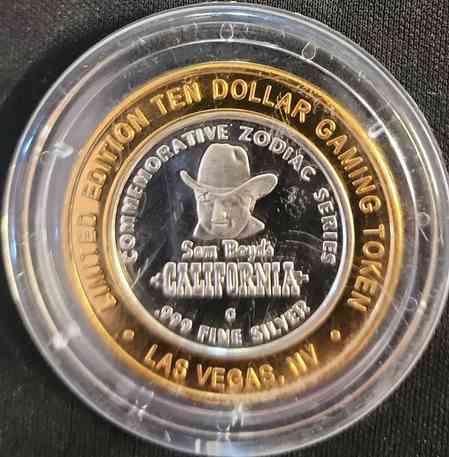 LIMITED EDITION TEN DOLLAR GAMING TOKEN
COMMEMORATIVE ZODIAC SERIES
Sam Boyd's
CALIFORNIA
C
.999 FINE SILVER
• LAS VEGAS, NV •